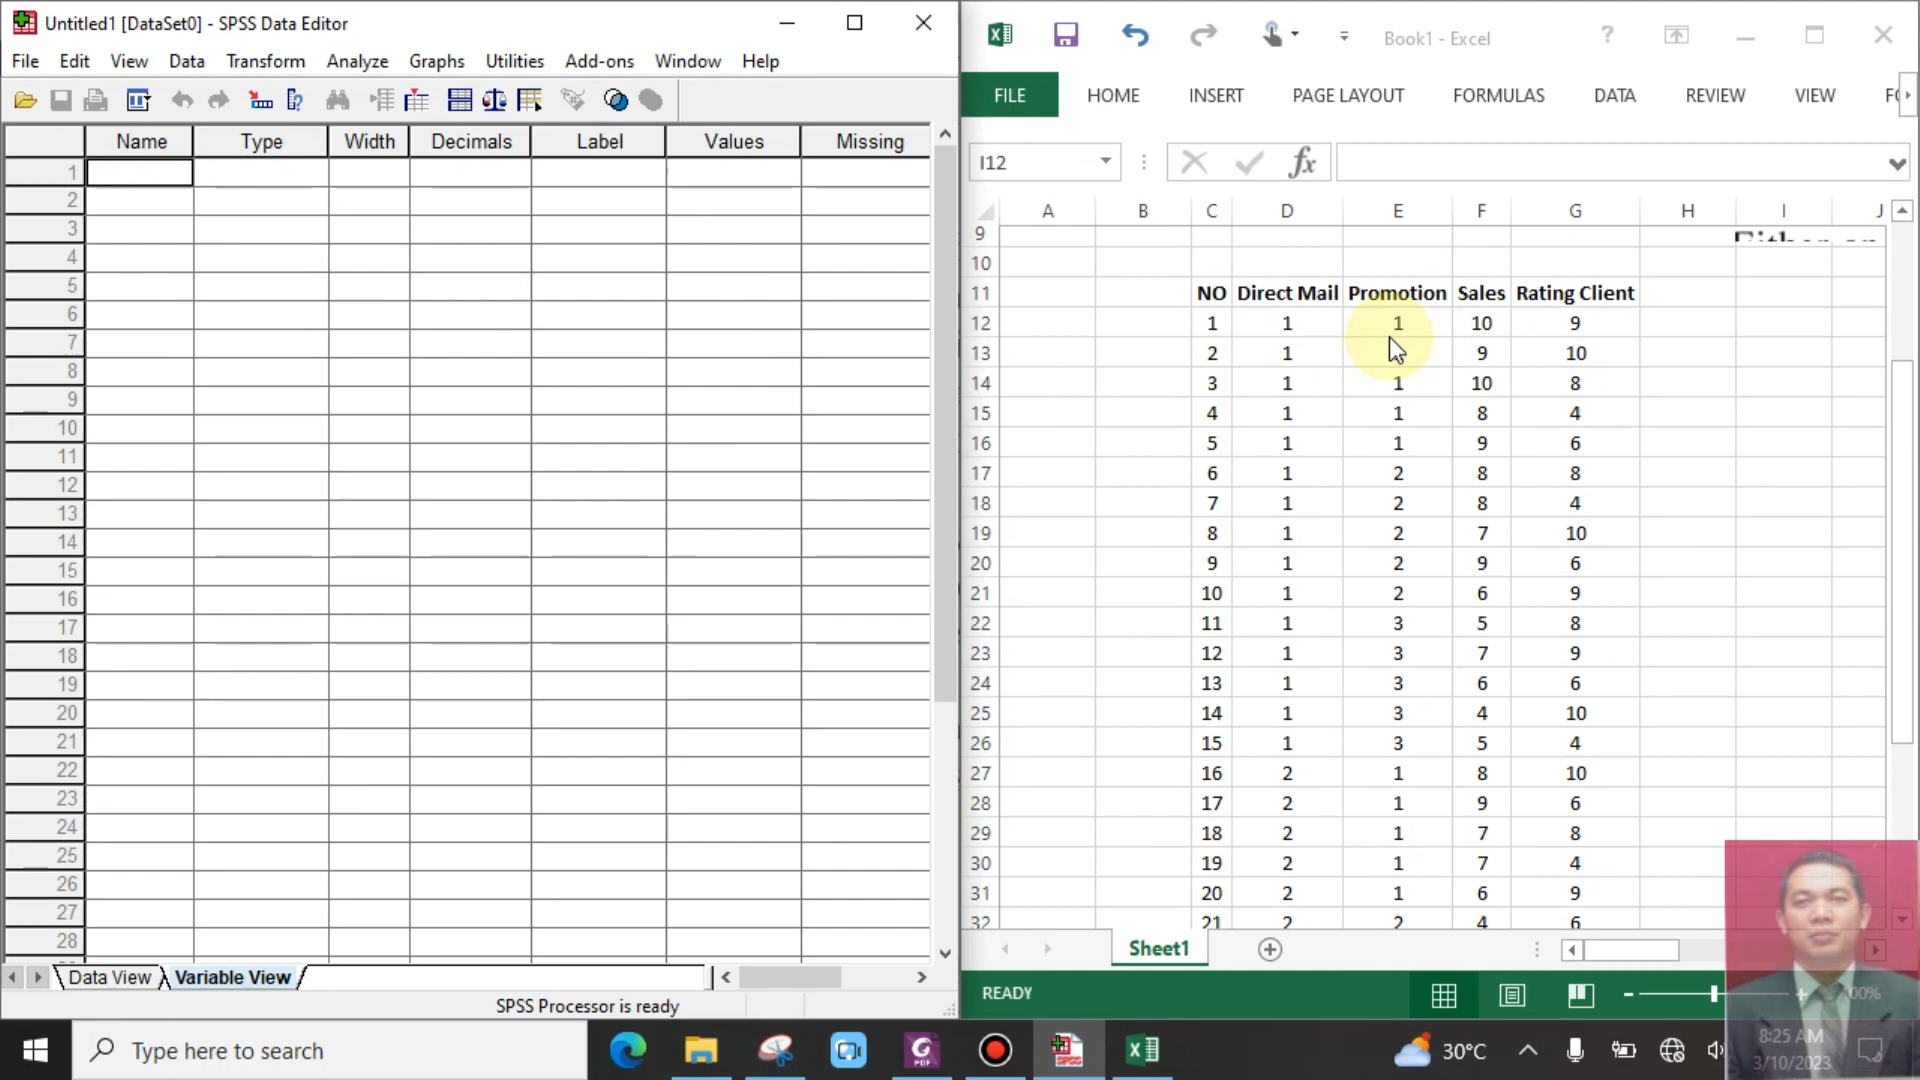 Untitled1 [DataSet0] - SPSS Data Editor
File Edit View Data Transform Analyze Graphs Utilities Add-ons Window Help
Name Type Width Decimals Label Values Missing
1
2
3
4
5
6
7
8
9
10
11
12
13
14
15
16
17
18
19
20
21
22
23
24
25
26
27
28
Data View Variable View
SPSS Processor is ready
Book1 - Excel
FILE HOME INSERT PAGE LAYOUT FORMULAS DATA REVIEW VIEW
I12 fx
A B C D E F G H I J
9
10
11 NO Direct Mail Promotion Sales Rating Client
12 1 1 1 10 9
13 2 1 9 10
14 3 1 1 10 8
15 4 1 1 8 4
16 5 1 1 9 6
17 6 1 2 8 8
18 7 1 2 8 4
19 8 1 2 7 10
20 9 1 2 9 6
21 10 1 2 6 9
22 11 1 3 5 8
23 12 1 3 7 9
24 13 1 3 6 6
25 14 1 3 4 10
26 15 1 3 5 4
27 16 2 1 8 10
28 17 2 1 9 6
29 18 2 1 7 8
30 19 2 1 7 4
31 20 2 1 6 9
32 21 2 2 4 6
Sheet1
READY 100%
Type here to search
PDF
SPSS
30°C
8:25 AM
3/10/2023